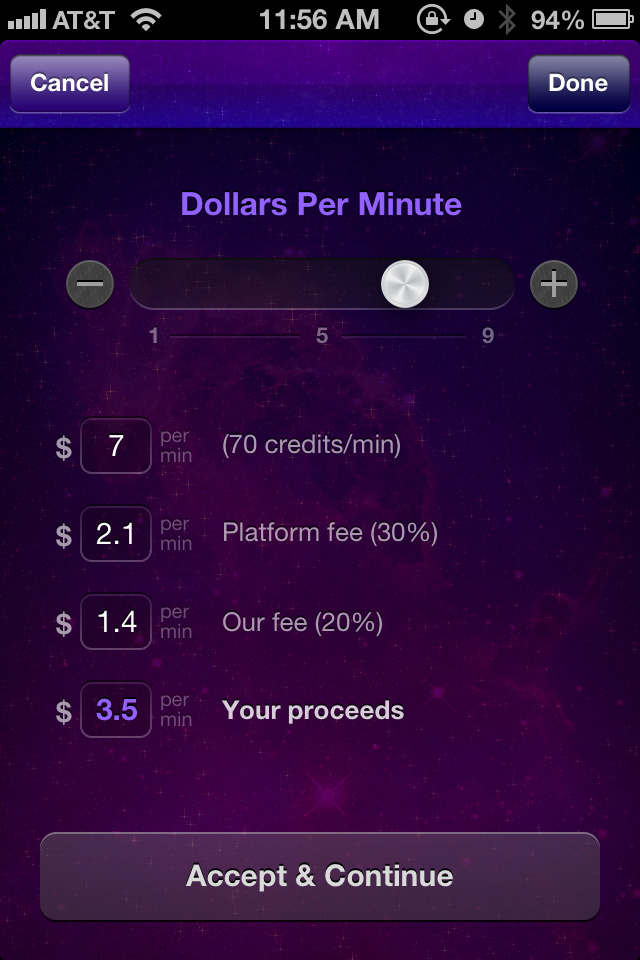 AT&T 11:56 AM 94%
Cancel Done
Dollars Per Minute
1 5 9
$ 7 per min (70 credits/min)
$ 2.1 per min Platform fee (30%)
$ 1.4 per min Our fee (20%)
$ 3.5 per min Your proceeds
Accept & Continue